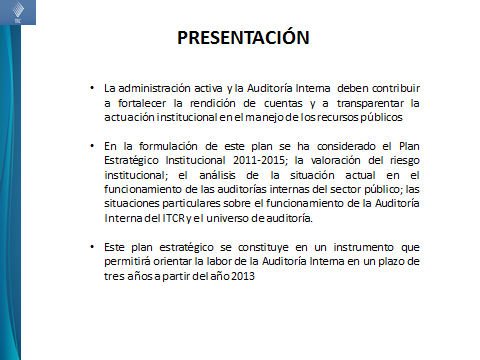 PRESENTACIÓN
• La administración activa y la Auditoría Interna deben contribuir
a fortalecer la rendición de cuentas y a transparentar la
actuación institucional en el manejo de los recursos públicos
• En la formulación de este plan se ha considerado el Plan
Estratégico Institucional 2011-2015; la valoración del riesgo
institucional; el análisis de la situación actual en el
funcionamiento de las auditorías internas del sector público; las
situaciones particulares sobre el funcionamiento de la Auditoría
Interna del ITCR y el universo de auditoría.
• Este plan estratégico se constituye en un instrumento que
permitirá orientar la labor de la Auditoría Interna en un plazo de
tres años a partir del año 2013